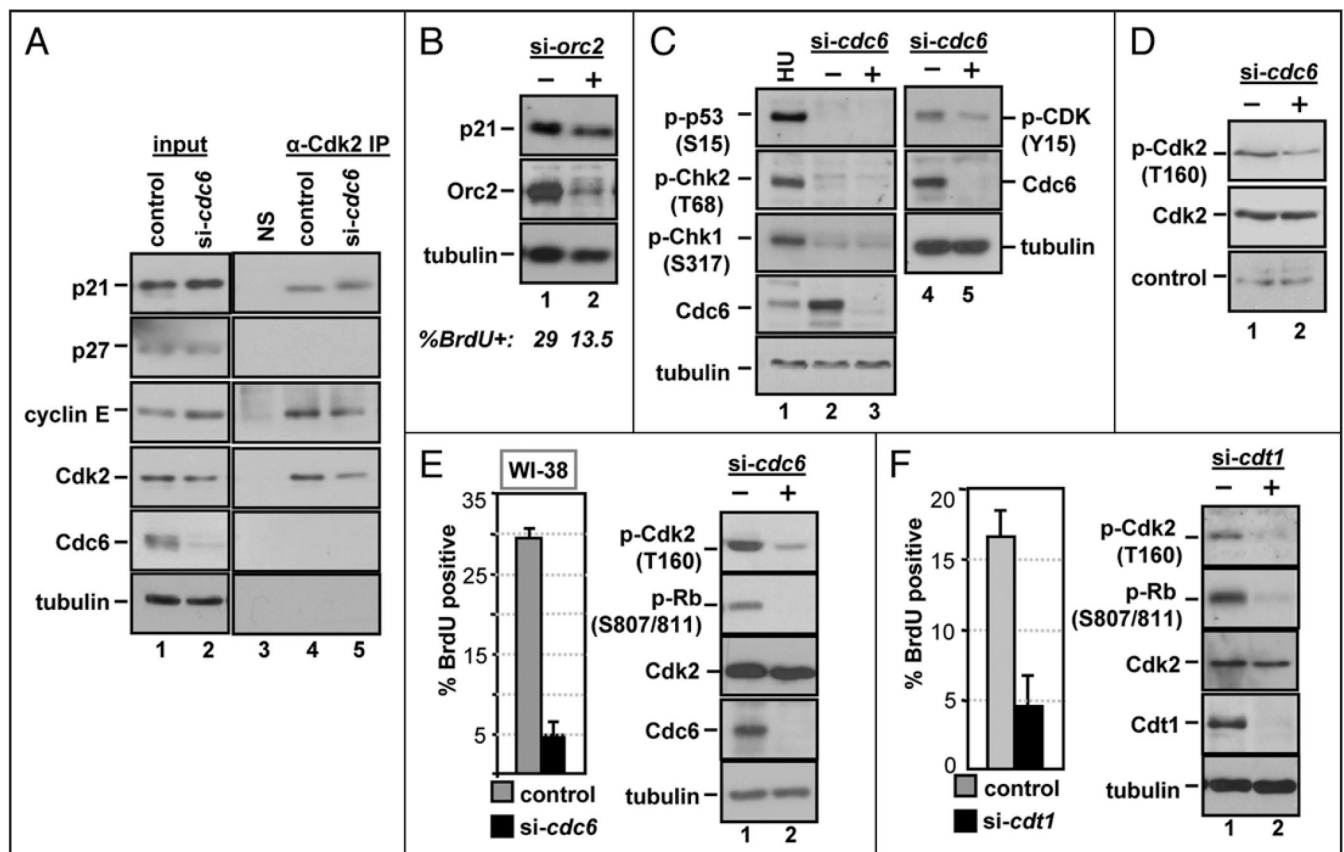 A
input
α-Cdk2 IP
control
si-cdc6
NS
control
si-cdc6
p21
p27
cyclin E
Cdk2
Cdc6
tubulin
1 2 3 4 5
B
si-orc2
− +
p21
Orc2
tubulin
1 2
%BrdU+: 29 13.5
C
HU
si-cdc6
− +
p-p53
(S15)
p-Chk2
(T68)
p-Chk1
(S317)
Cdc6
tubulin
1 2 3
si-cdc6
− +
p-CDK
(Y15)
Cdc6
tubulin
4 5
D
si-cdc6
− +
p-Cdk2
(T160)
Cdk2
control
1 2
E
WI-38
% BrdU positive
35
25
15
5
control
si-cdc6
si-cdc6
− +
p-Cdk2
(T160)
p-Rb
(S807/811)
Cdk2
Cdc6
tubulin
1 2
F
% BrdU positive
20
15
10
5
0
control
si-cdt1
si-cdt1
− +
p-Cdk2
(T160)
p-Rb
(S807/811)
Cdk2
Cdt1
tubulin
1 2